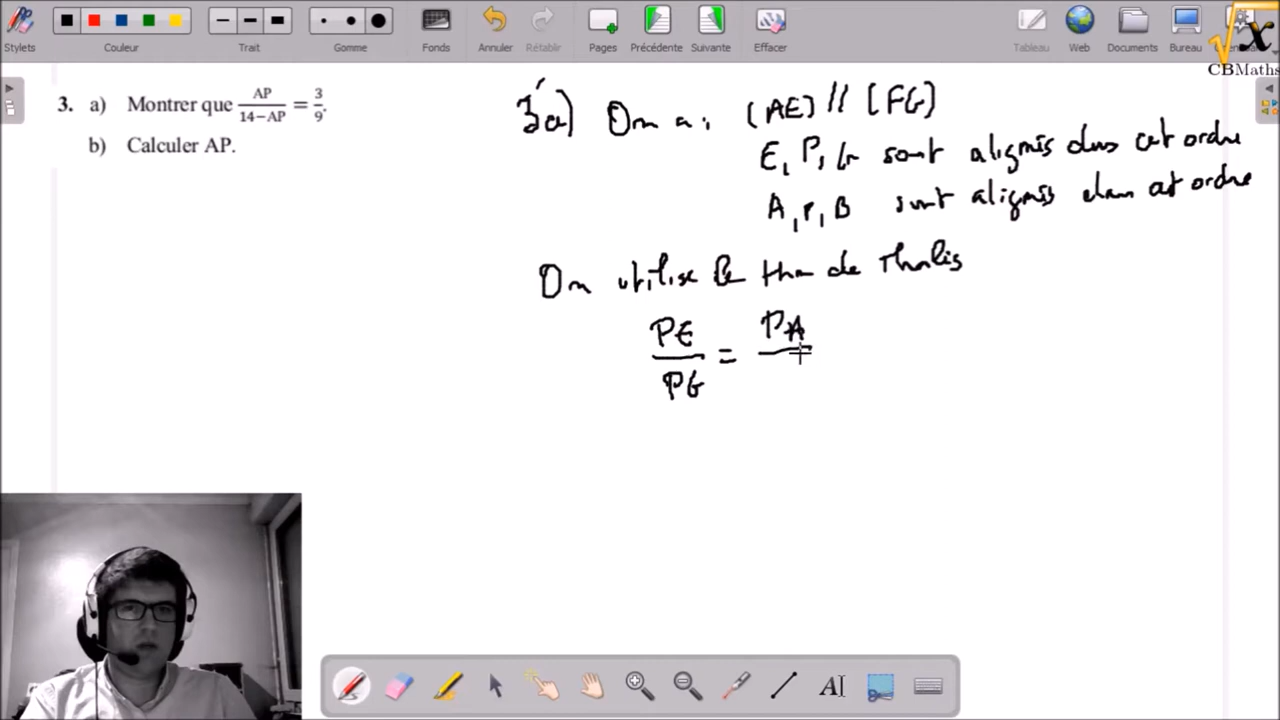 Stylets Couleur Trait Gomme Fonds Annuler Rétablir Pages Précédente Suivante Effacer Tableau Web Documents Bureau
CBMaths
3. a) Montrer que AP/14−AP = 3/9.
b) Calculer AP.
3a) On a : (AE) // [FG)
E, P, G sont alignés dans cet ordre
A, P, B sont alignés dans cet ordre
On utilise le thm de Thalès
PE/PG = PA